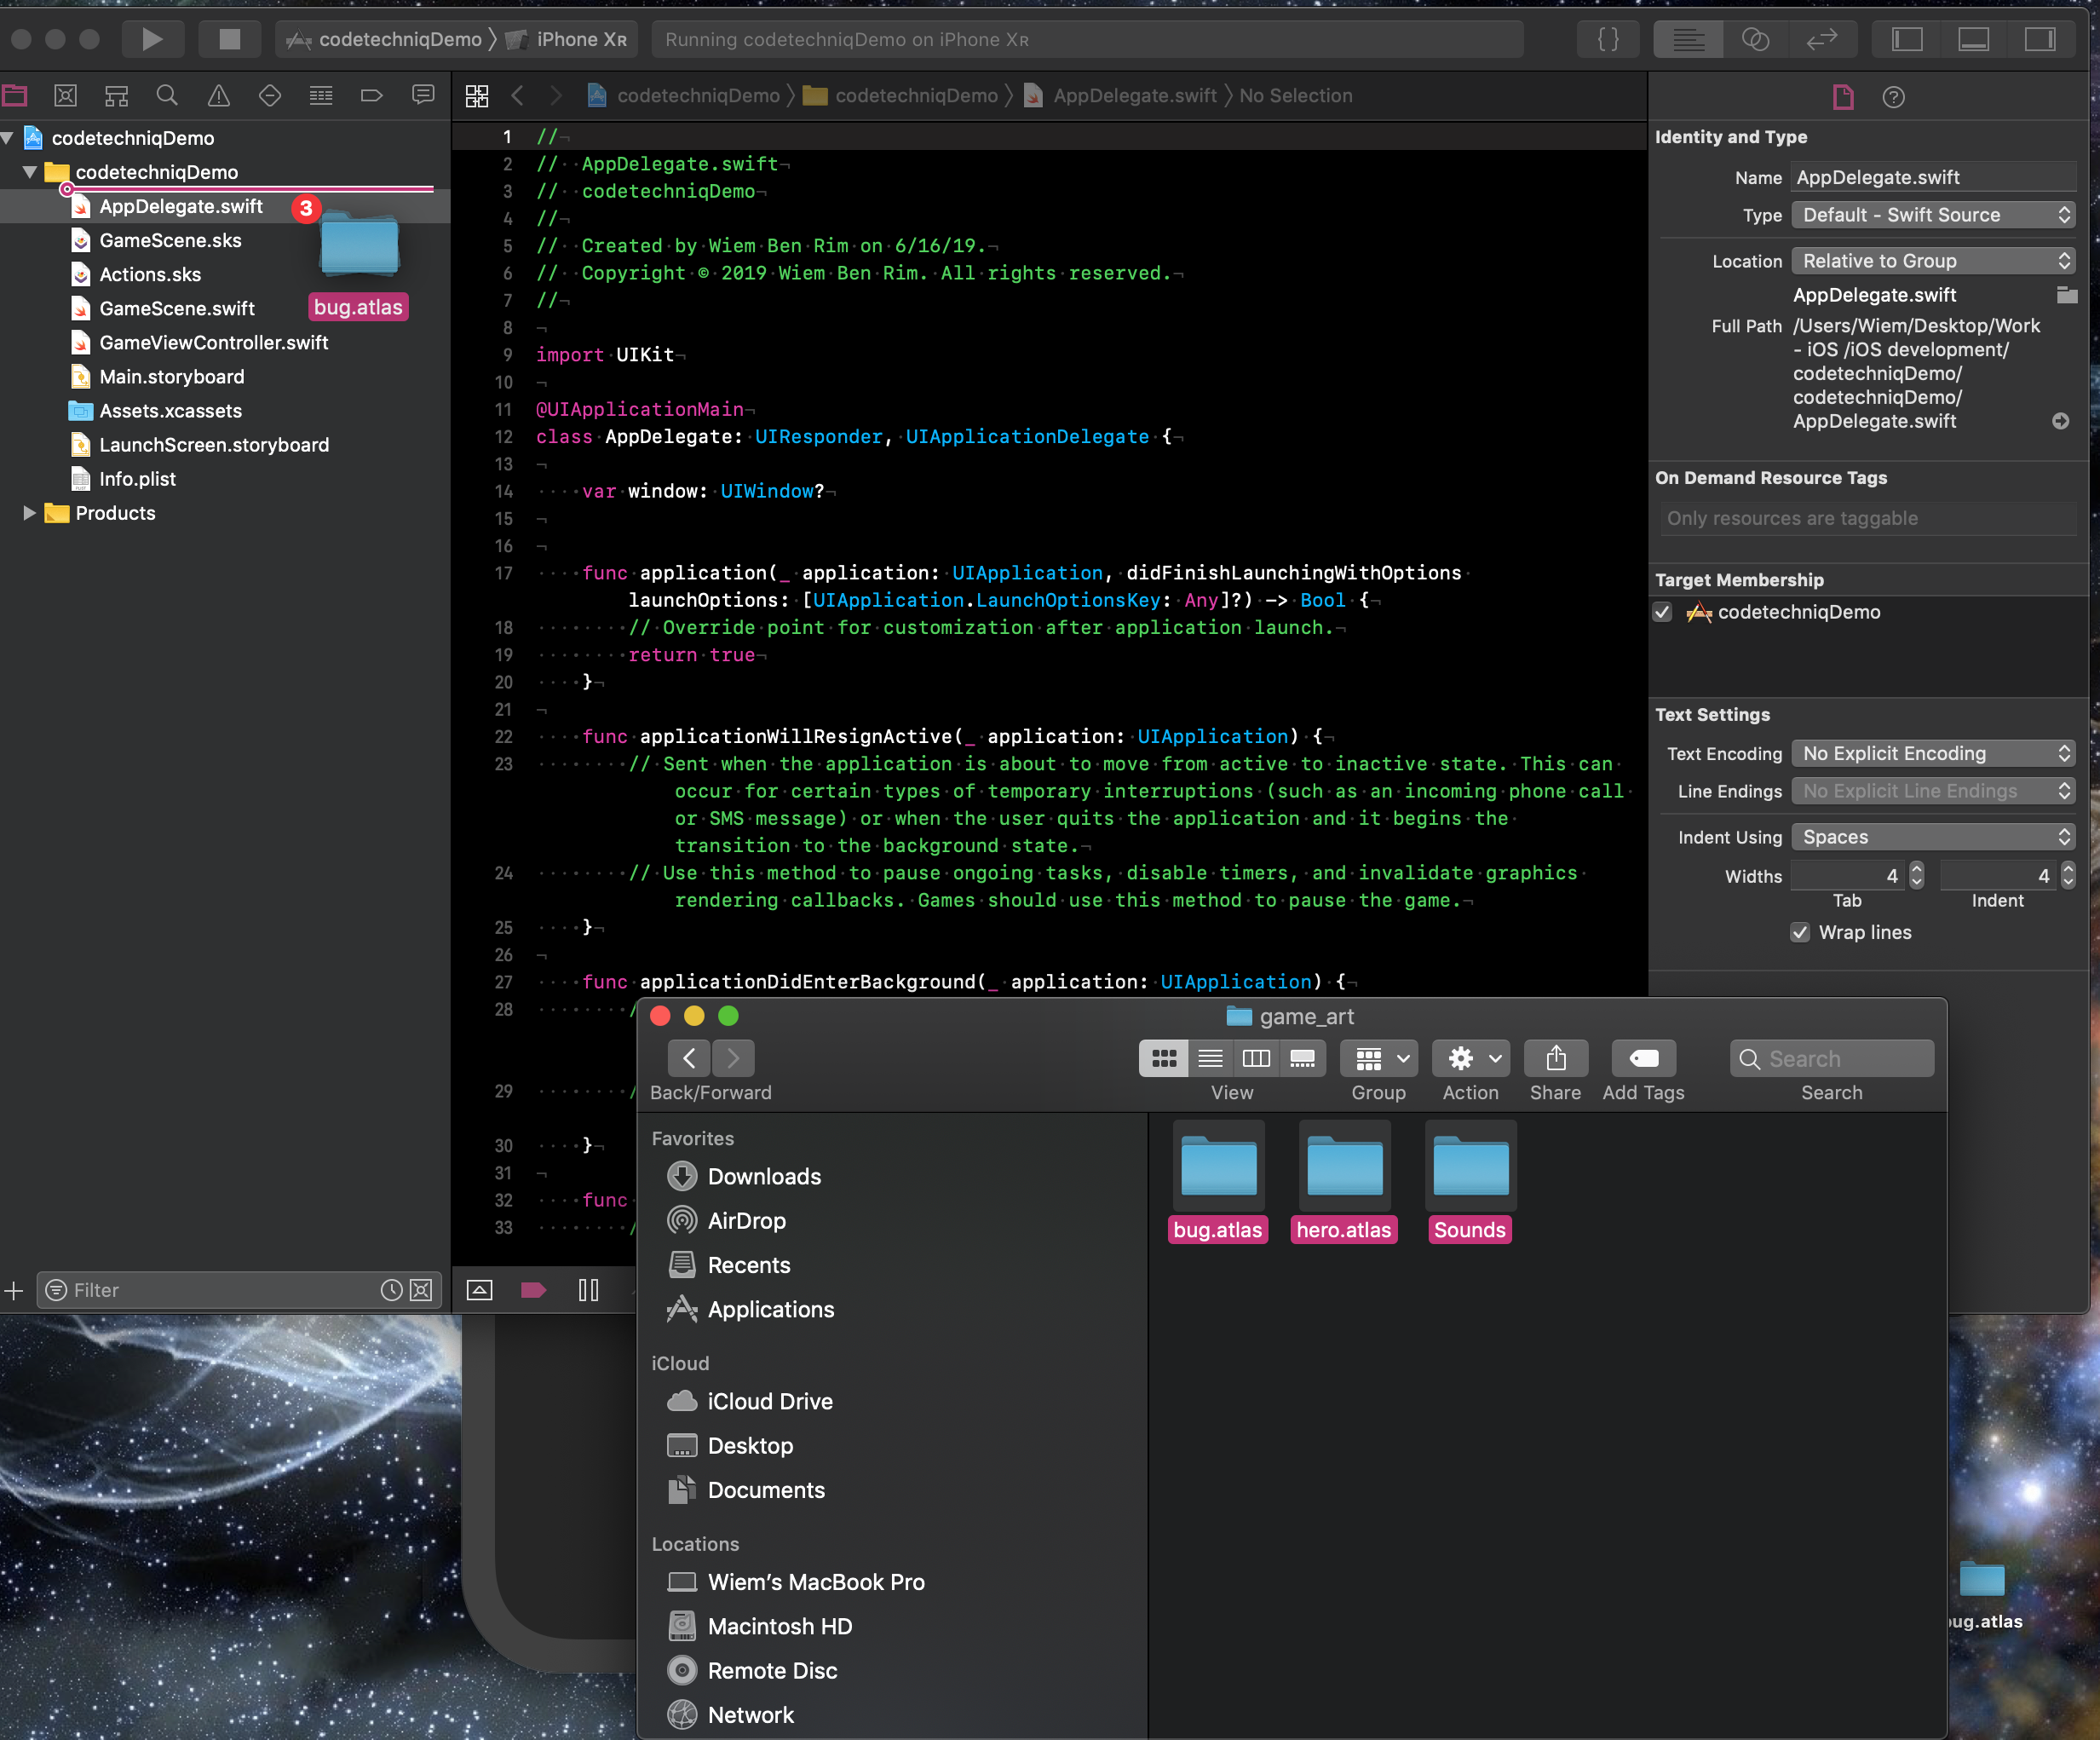 codetechniqDemo 〉 iPhone XR
Running codetechniqDemo on iPhone XR
codetechniqDemo
codetechniqDemo
AppDelegate.swift
3
GameScene.sks
Actions.sks
GameScene.swift
bug.atlas
GameViewController.swift
Main.storyboard
Assets.xcassets
LaunchScreen.storyboard
Info.plist
Products
Filter
codetechniqDemo 〉 codetechniqDemo 〉 AppDelegate.swift 〉 No Selection
1 //
2 // AppDelegate.swift
3 // codetechniqDemo
4 //
5 // Created by Wiem Ben Rim on 6/16/19.
6 // Copyright © 2019 Wiem Ben Rim. All rights reserved.
7 //
8
9 import UIKit
10
11 @UIApplicationMain
12 class AppDelegate: UIResponder, UIApplicationDelegate {
13
14 var window: UIWindow?
15
16
17 func application(_ application: UIApplication, didFinishLaunchingWithOptions
launchOptions: [UIApplication.LaunchOptionsKey: Any]?) -> Bool {
18 // Override point for customization after application launch.
19 return true
20 }
21
22 func applicationWillResignActive(_ application: UIApplication) {
23 // Sent when the application is about to move from active to inactive state. This can
occur for certain types of temporary interruptions (such as an incoming phone call
or SMS message) or when the user quits the application and it begins the
transition to the background state.
24 // Use this method to pause ongoing tasks, disable timers, and invalidate graphics
rendering callbacks. Games should use this method to pause the game.
25 }
26
27 func applicationDidEnterBackground(_ application: UIApplication) {
28 /
29 /
30 }
31
32 func
33 /
Identity and Type
Name AppDelegate.swift
Type Default - Swift Source
Location Relative to Group
AppDelegate.swift
Full Path /Users/Wiem/Desktop/Work
- iOS /iOS development/
codetechniqDemo/
codetechniqDemo/
AppDelegate.swift
On Demand Resource Tags
Only resources are taggable
Target Membership
codetechniqDemo
Text Settings
Text Encoding No Explicit Encoding
Line Endings No Explicit Line Endings
Indent Using Spaces
Widths 4 4
Tab Indent
Wrap lines
game_art
Search
Back/Forward View Group Action Share Add Tags Search
Favorites
Downloads
AirDrop
Recents
Applications
iCloud
iCloud Drive
Desktop
Documents
Locations
Wiem's MacBook Pro
Macintosh HD
Remote Disc
Network
bug.atlas hero.atlas Sounds
bug.atlas